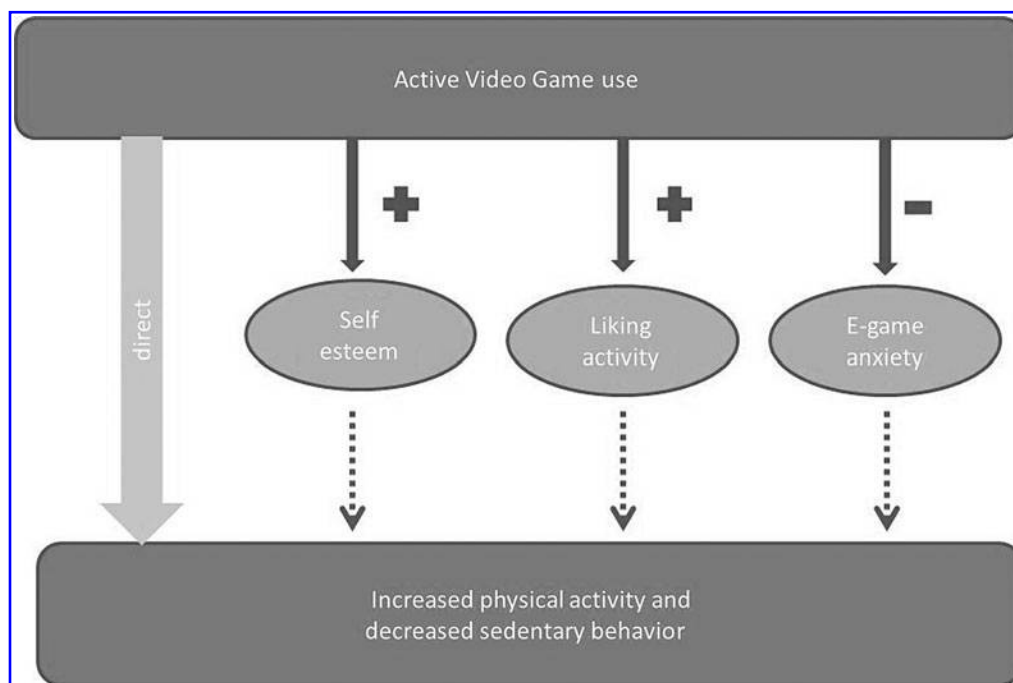 Active Video Game use
direct
+
+
-
Self
esteem
Liking
activity
E-game
anxiety
Increased physical activity and
decreased sedentary behavior